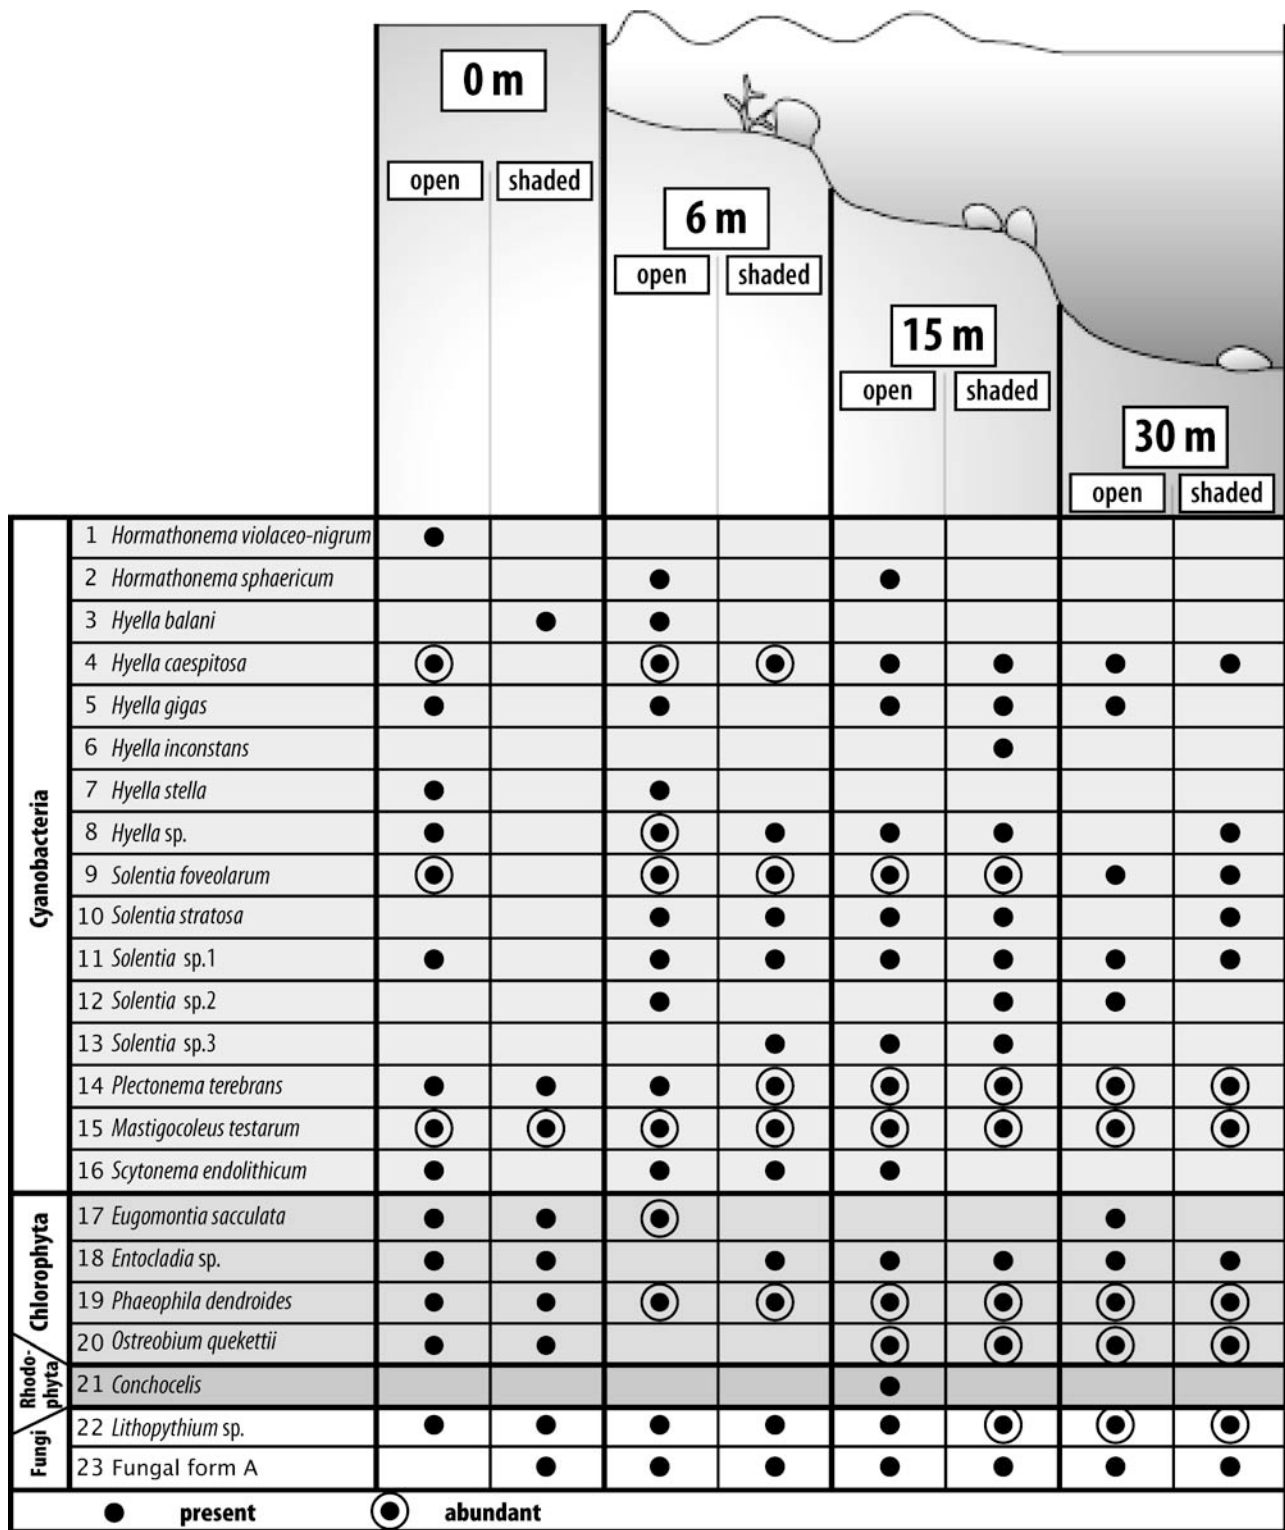 0 m
open shaded
6 m
open shaded
15 m
open shaded
30 m
open shaded
Cyanobacteria
1 Hormathonema violaceo-nigrum
2 Hormathonema sphaericum
3 Hyella balani
4 Hyella caespitosa
5 Hyella gigas
6 Hyella inconstans
7 Hyella stella
8 Hyella sp.
9 Solentia foveolarum
10 Solentia stratosa
11 Solentia sp.1
12 Solentia sp.2
13 Solentia sp.3
14 Plectonema terebrans
15 Mastigocoleus testarum
16 Scytonema endolithicum
Chlorophyta
17 Eugomontia sacculata
18 Entocladia sp.
19 Phaeophila dendroides
20 Ostreobium quekettii
Rhodo-
phyta
21 Conchocelis
Fungi
22 Lithopythium sp.
23 Fungal form A
present abundant